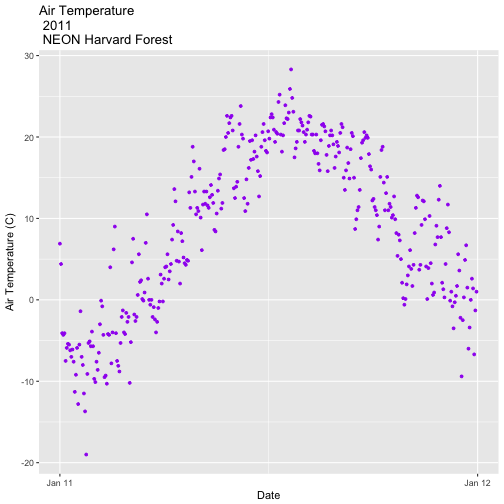 Air Temperature
2011
NEON Harvard Forest
30
20
10
0
-10
-20
Air Temperature (C)
Jan 11
Jan 12
Date